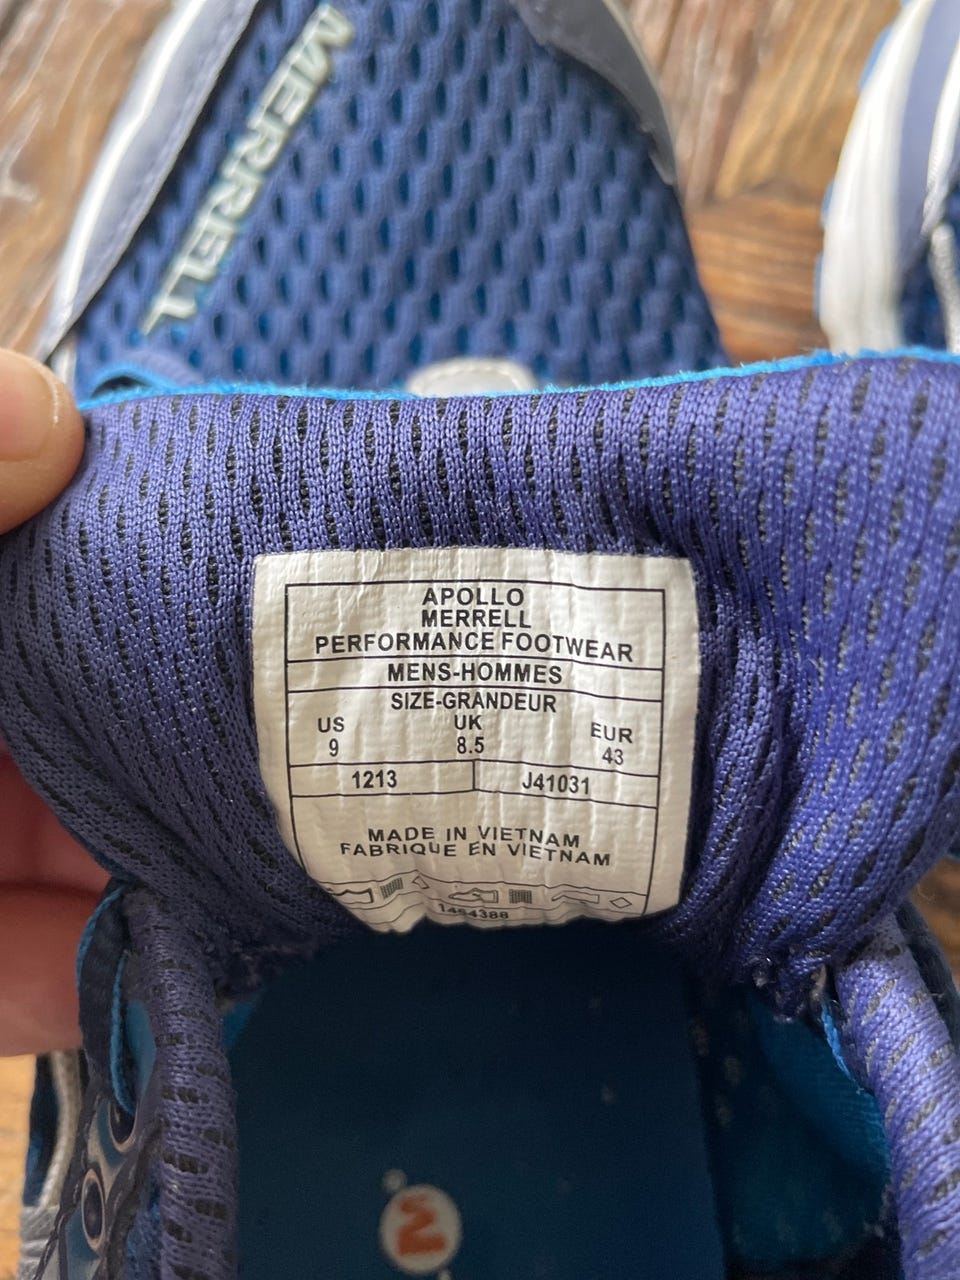 MERRELL
APOLLO
MERRELL
PERFORMANCE FOOTWEAR
MENS-HOMMES
SIZE-GRANDEUR
US UK EUR
9 8.5 43
1213 J41031
MADE IN VIETNAM
FABRIQUE EN VIETNAM
M